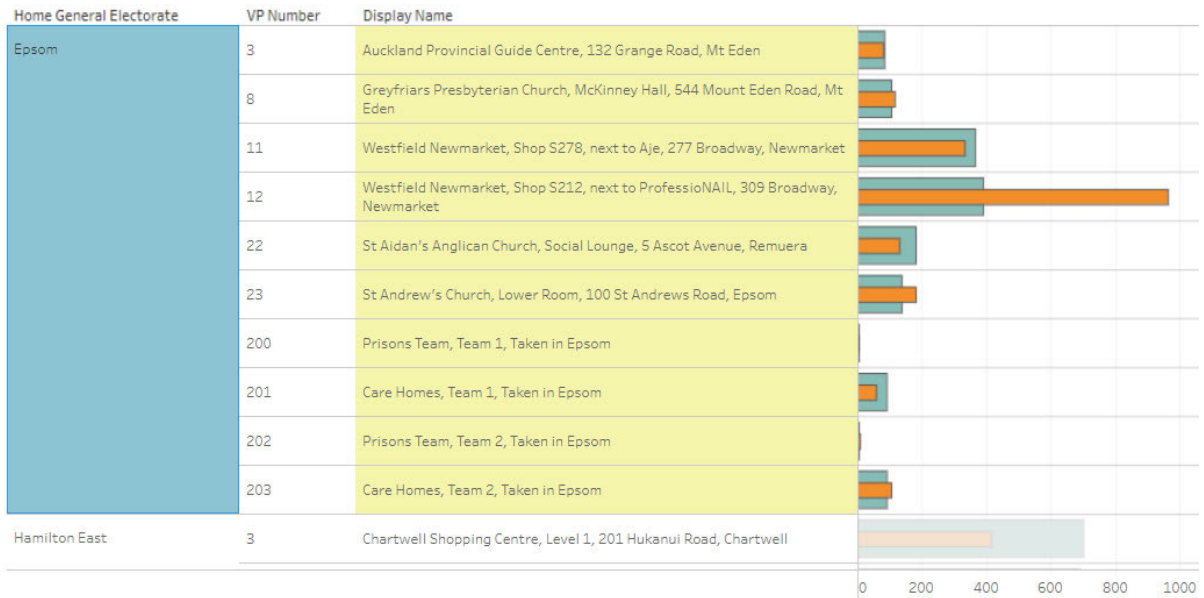 Home General Electorate VP Number Display Name
Epsom 3 Auckland Provincial Guide Centre, 132 Grange Road, Mt Eden
8 Greyfriars Presbyterian Church, McKinney Hall, 544 Mount Eden Road, Mt
Eden
11 Westfield Newmarket, Shop S278, next to Aje, 277 Broadway, Newmarket
12 Westfield Newmarket, Shop S212, next to ProfessioNAIL, 309 Broadway,
Newmarket
22 St Aidan's Anglican Church, Social Lounge, 5 Ascot Avenue, Remuera
23 St Andrew's Church, Lower Room, 100 St Andrews Road, Epsom
200 Prisons Team, Team 1, Taken in Epsom
201 Care Homes, Team 1, Taken in Epsom
202 Prisons Team, Team 2, Taken in Epsom
203 Care Homes, Team 2, Taken in Epsom
Hamilton East 3 Chartwell Shopping Centre, Level 1, 201 Hukanui Road, Chartwell
0 200 400 600 800 1000